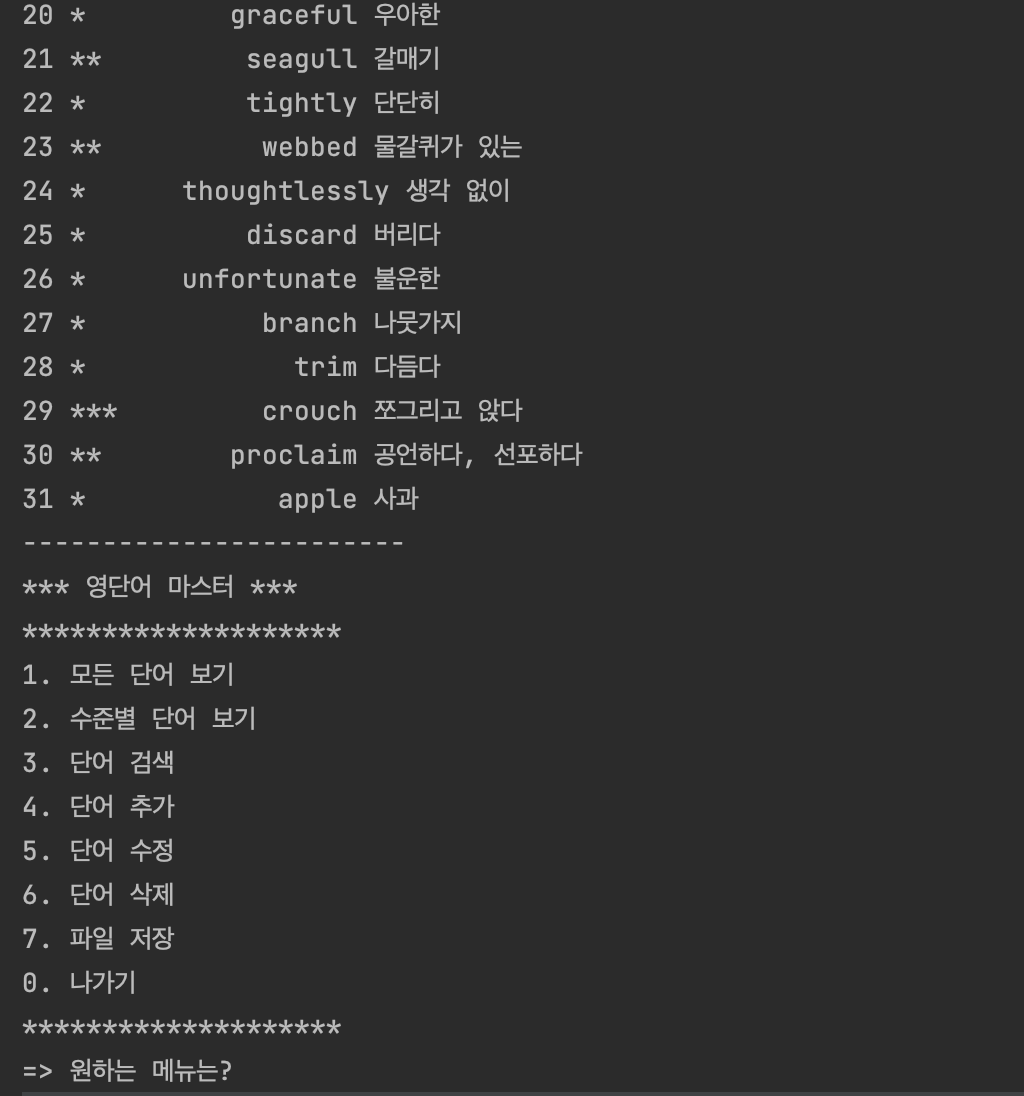 20 *         graceful 우아한
21 **         seagull 갈매기
22 *          tightly 단단히
23 **          webbed 물갈퀴가 있는
24 *      thoughtlessly 생각 없이
25 *          discard 버리다
26 *      unfortunate 불운한
27 *           branch 나뭇가지
28 *             trim 다듬다
29 ***         crouch 쪼그리고 앉다
30 **        proclaim 공언하다, 선포하다
31 *            apple 사과
------------------------
*** 영단어 마스터 ***
********************
1. 모든 단어 보기
2. 수준별 단어 보기
3. 단어 검색
4. 단어 추가
5. 단어 수정
6. 단어 삭제
7. 파일 저장
0. 나가기
********************
=> 원하는 메뉴는?